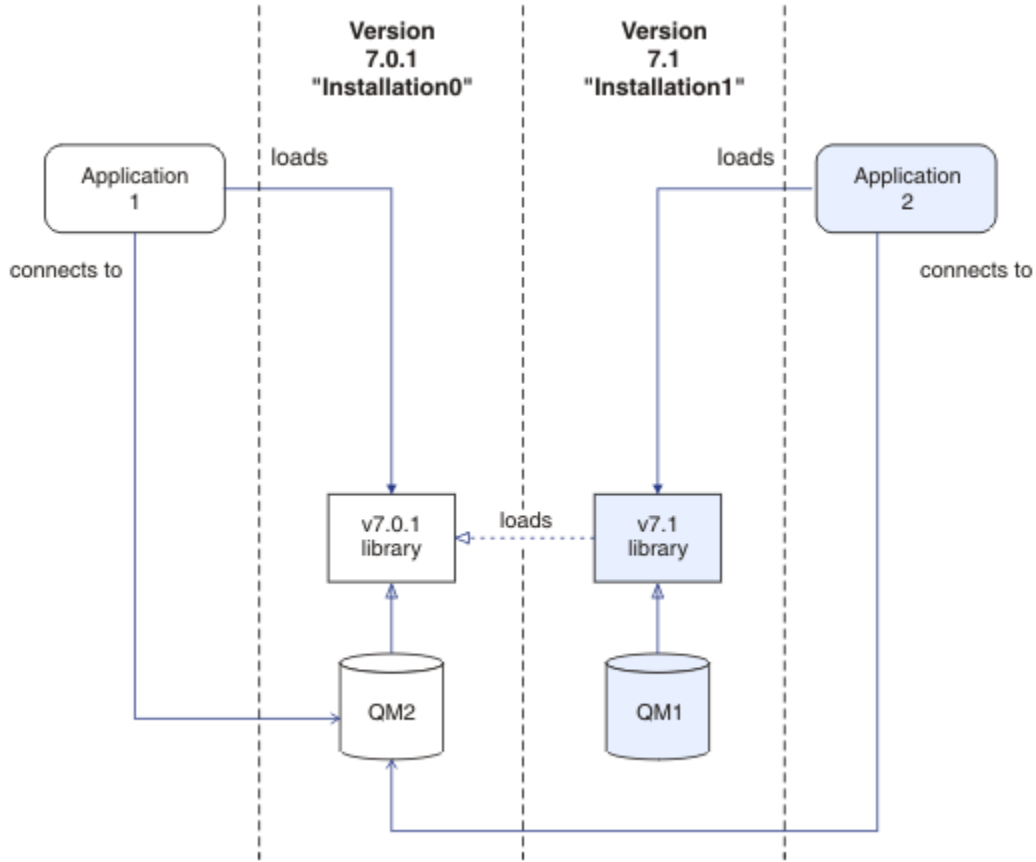 Version
7.0.1
"Installation0"
Version
7.1
"Installation1"
loads
loads
Application
1
Application
2
connects to
connects to
v7.0.1
library
loads
v7.1
library
QM2
QM1